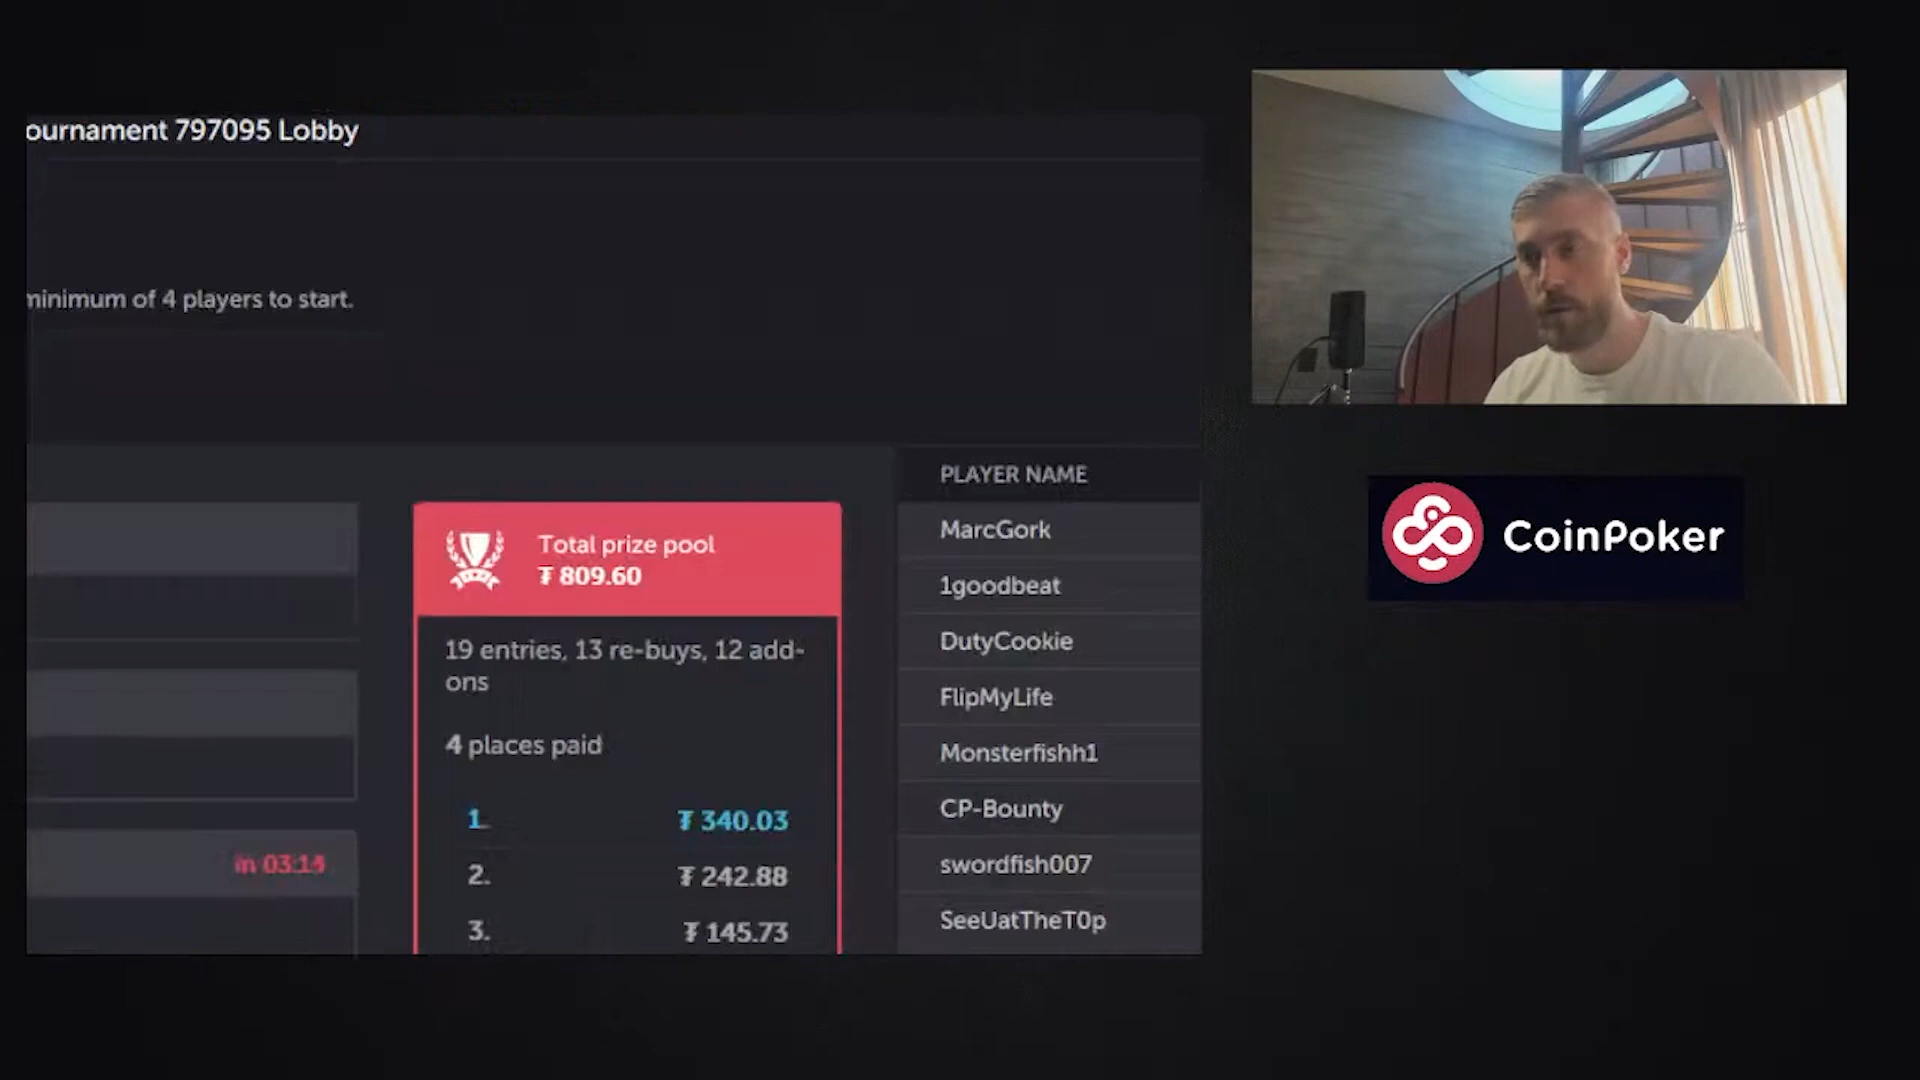 ournament 797095 Lobby
minimum of 4 players to start.
Total prize pool
₮ 809.60
19 entries, 13 re-buys, 12 add-
ons
4 places paid
1. ₮ 340.03
2. ₮ 242.88
3. ₮ 145.73
in 03:14
PLAYER NAME
MarcGork
1goodbeat
DutyCookie
FlipMyLife
Monsterfishh1
CP-Bounty
swordfish007
SeeUatTheT0p
CoinPoker